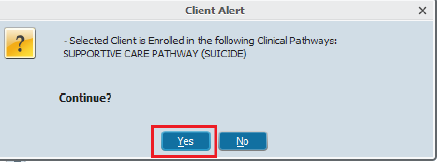 Client Alert
- Selected Client is Enrolled in the following Clinical Pathways:
SUPPORTIVE CARE PATHWAY (SUICIDE)
Continue?
Yes No